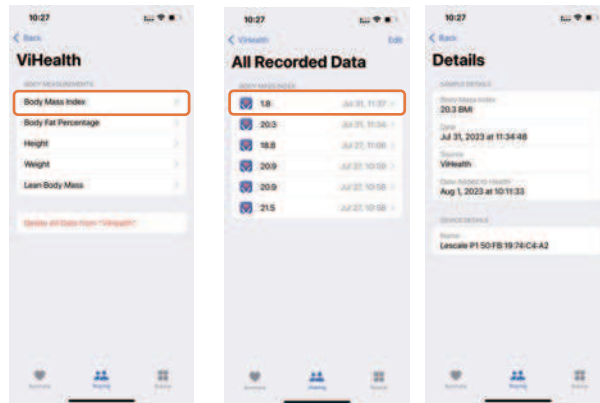 10:27
Back
ViHealth
BODY MEASUREMENTS
Body Mass Index
Body Fat Percentage
Height
Weight
Lean Body Mass
Delete All Data from "ViHealth"
Sharing
10:27
ViHealth
Edit
All Recorded Data
BODY MASS INDEX
1.8 Jul 31, 11:37
20.3 Jul 31, 11:34
18.8 Jul 27, 11:06
20.9 Jul 27, 10:59
20.9 Jul 27, 10:58
21.5 Jul 27, 10:58
Sharing
10:27
Back
Details
SAMPLE DETAILS
Body Mass Index
20.3 BMI
Date
Jul 31, 2023 at 11:34:48
Source
ViHealth
Date Added to Health
Aug 1, 2023 at 10:11:33
DEVICE DETAILS
Name
Lescale P1 50:FB:19:74:C4:A2
Sharing